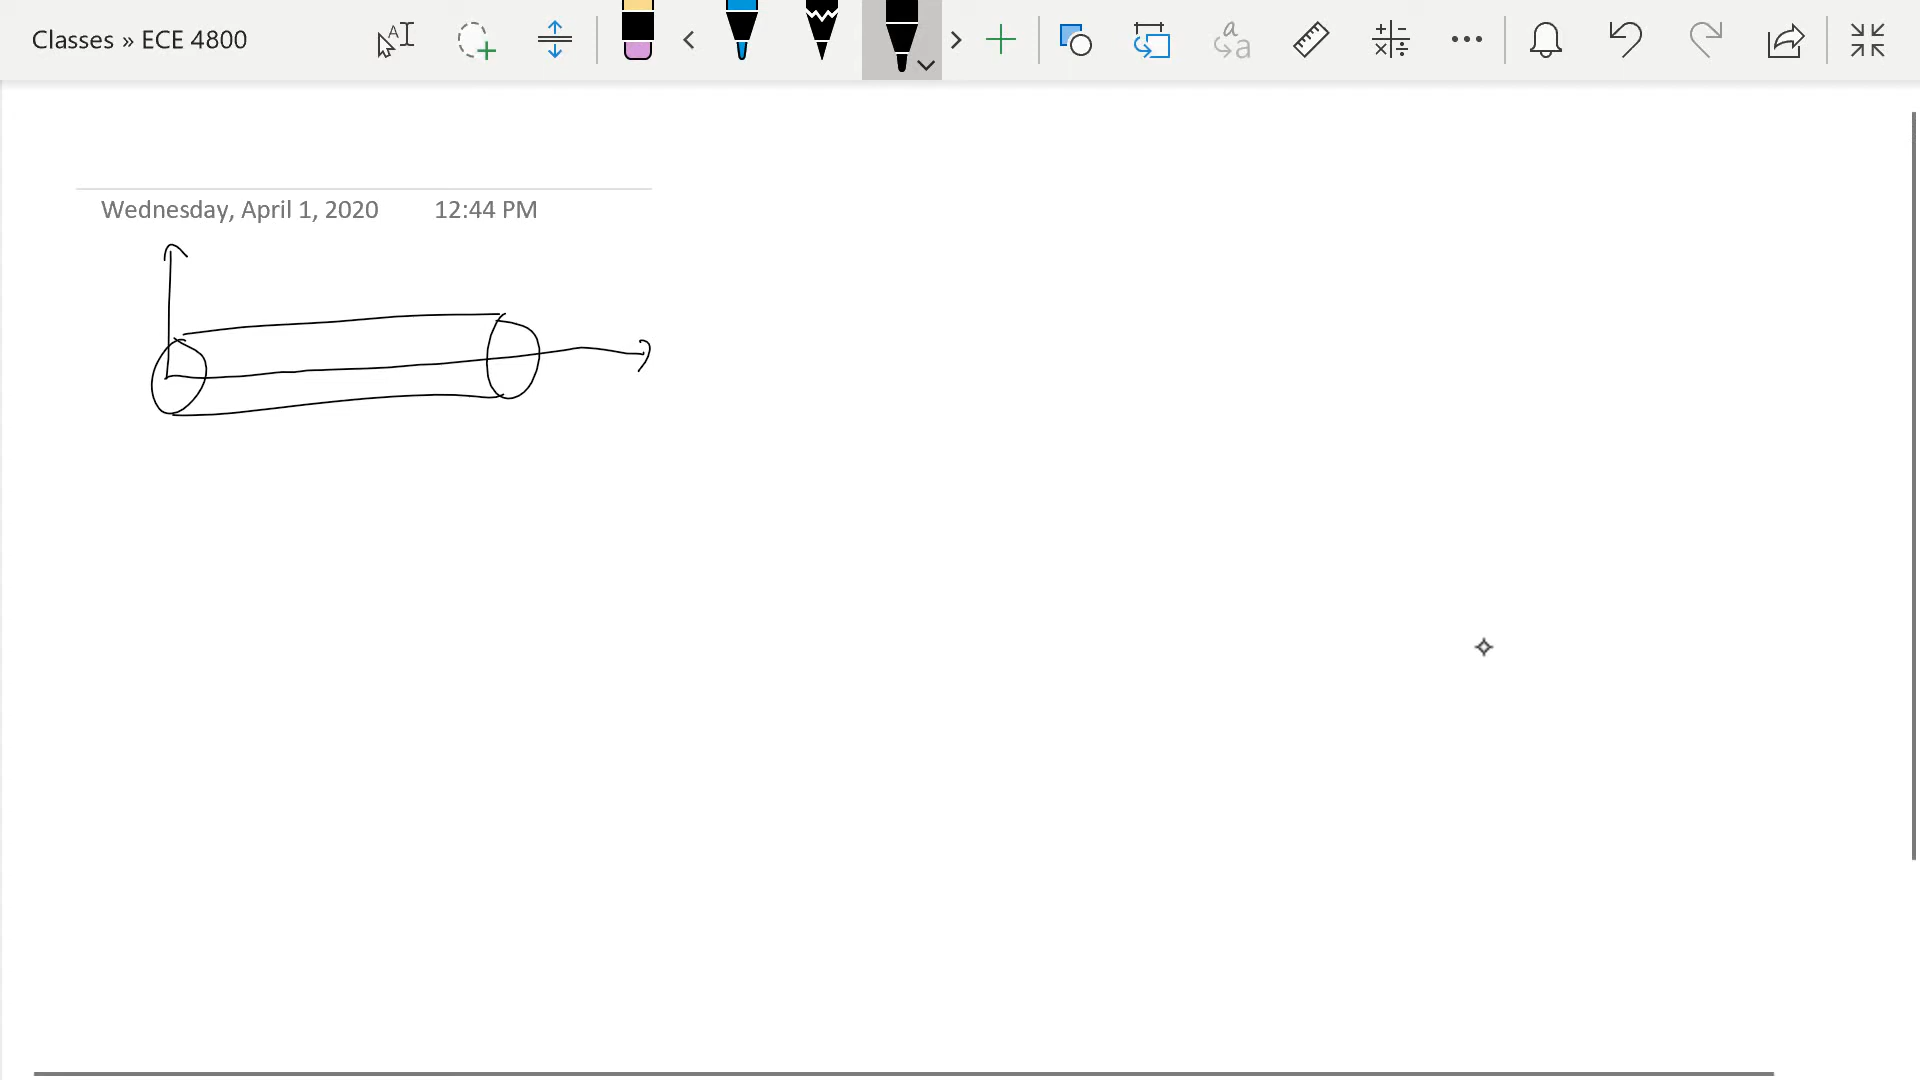 Classes » ECE 4800
Wednesday, April 1, 2020 12:44 PM